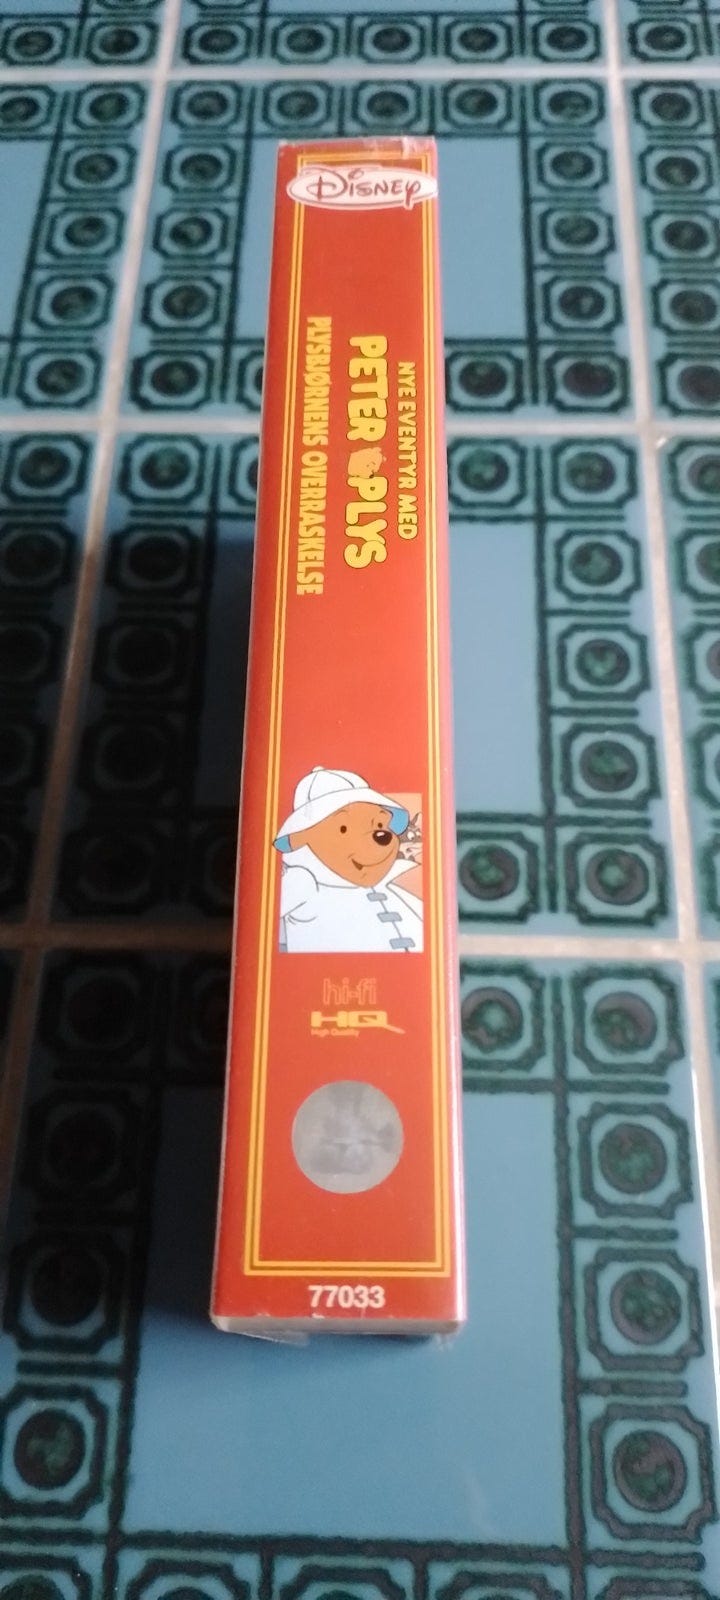 Disney
NYE EVENTYR MED
PETER PLYS
PLYSBJØRNENS OVERRASKELSE
hi-fi
HQ
High Quality
77033